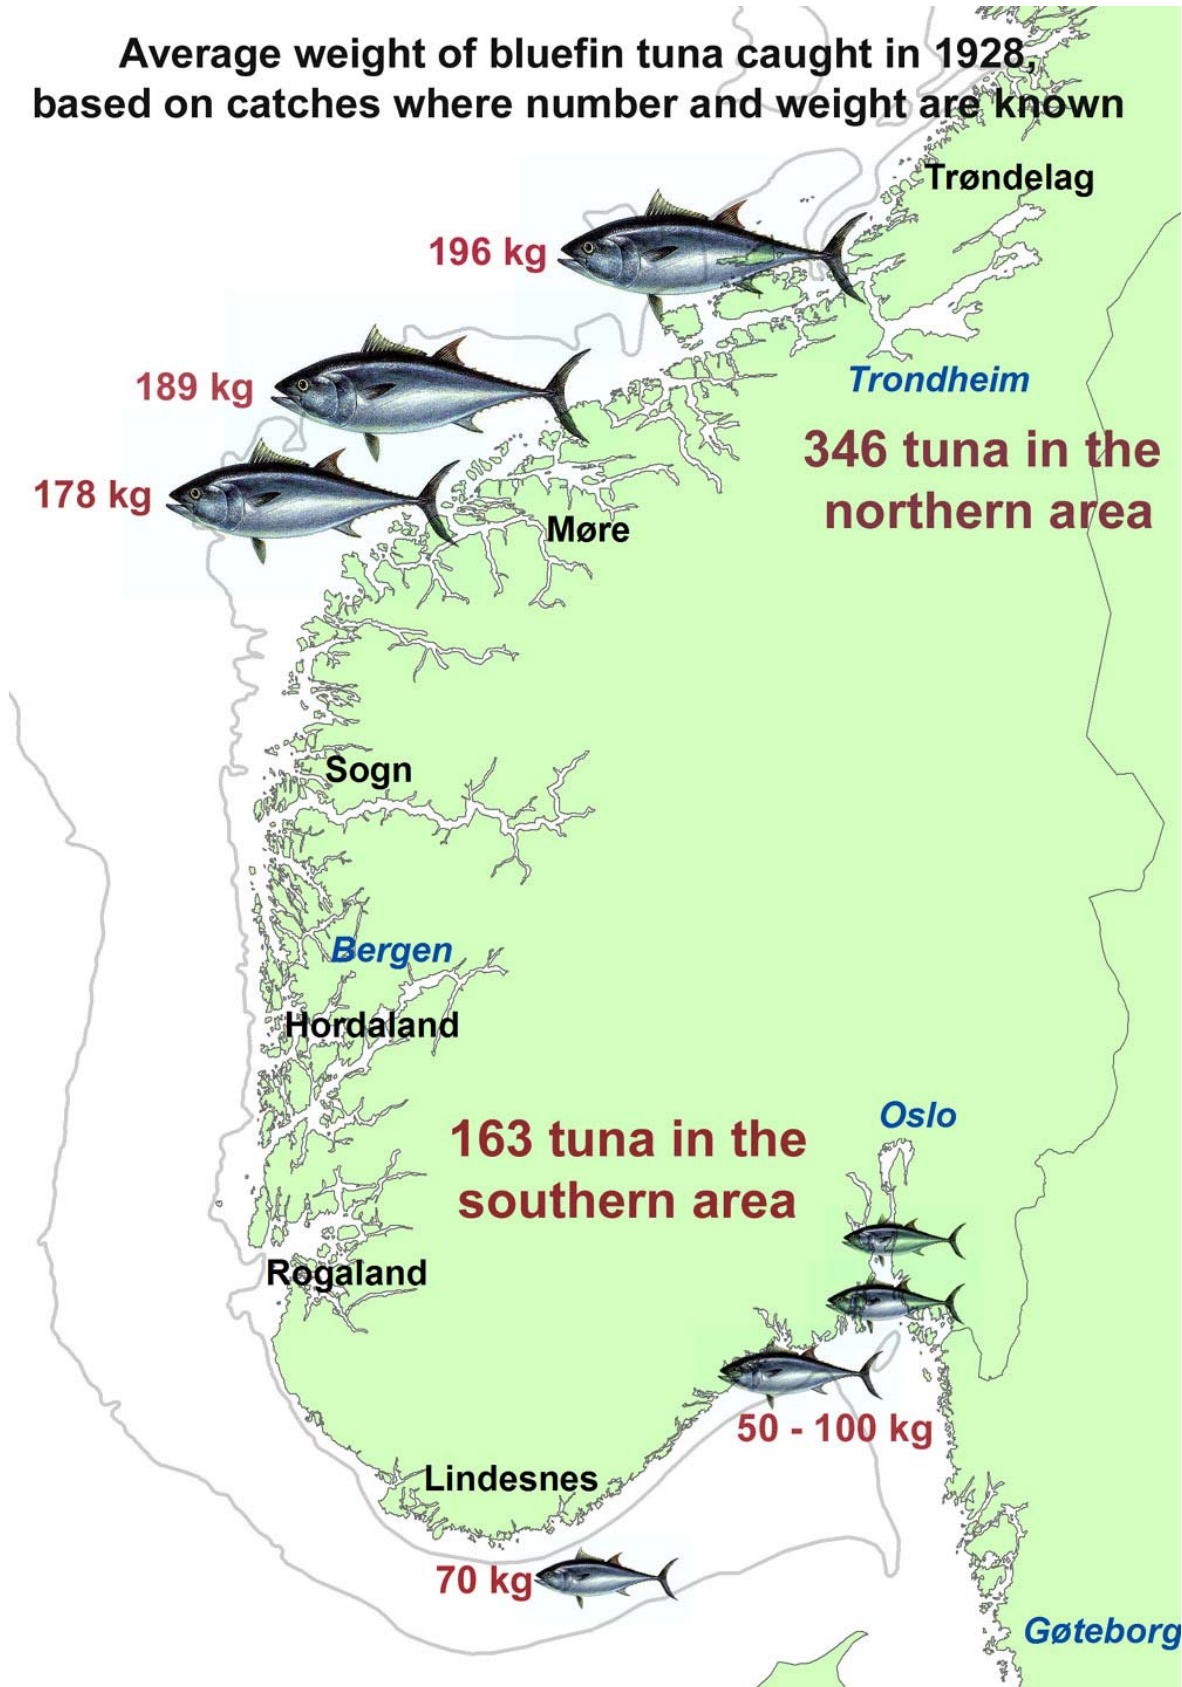 Average weight of bluefin tuna caught in 1928,
based on catches where number and weight are known
Trøndelag
196 kg
Trondheim
189 kg
346 tuna in the
northern area
178 kg
Møre
Sogn
Bergen
Hordaland
Oslo
163 tuna in the
southern area
Rogaland
50 - 100 kg
Lindesnes
70 kg
Gøteborg